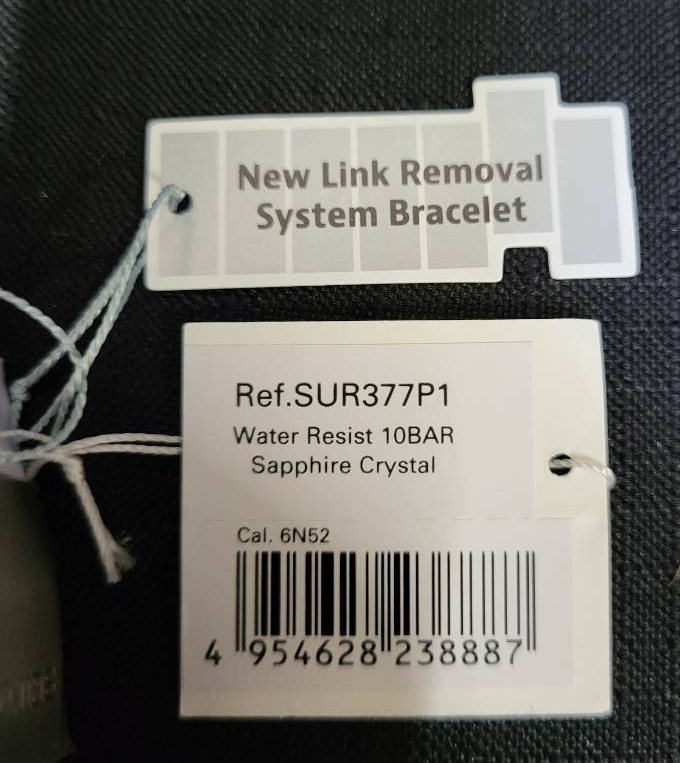 New Link Removal
System Bracelet
Ref.SUR377P1
Water Resist 10BAR
Sapphire Crystal
Cal. 6N52
4 954628 238887